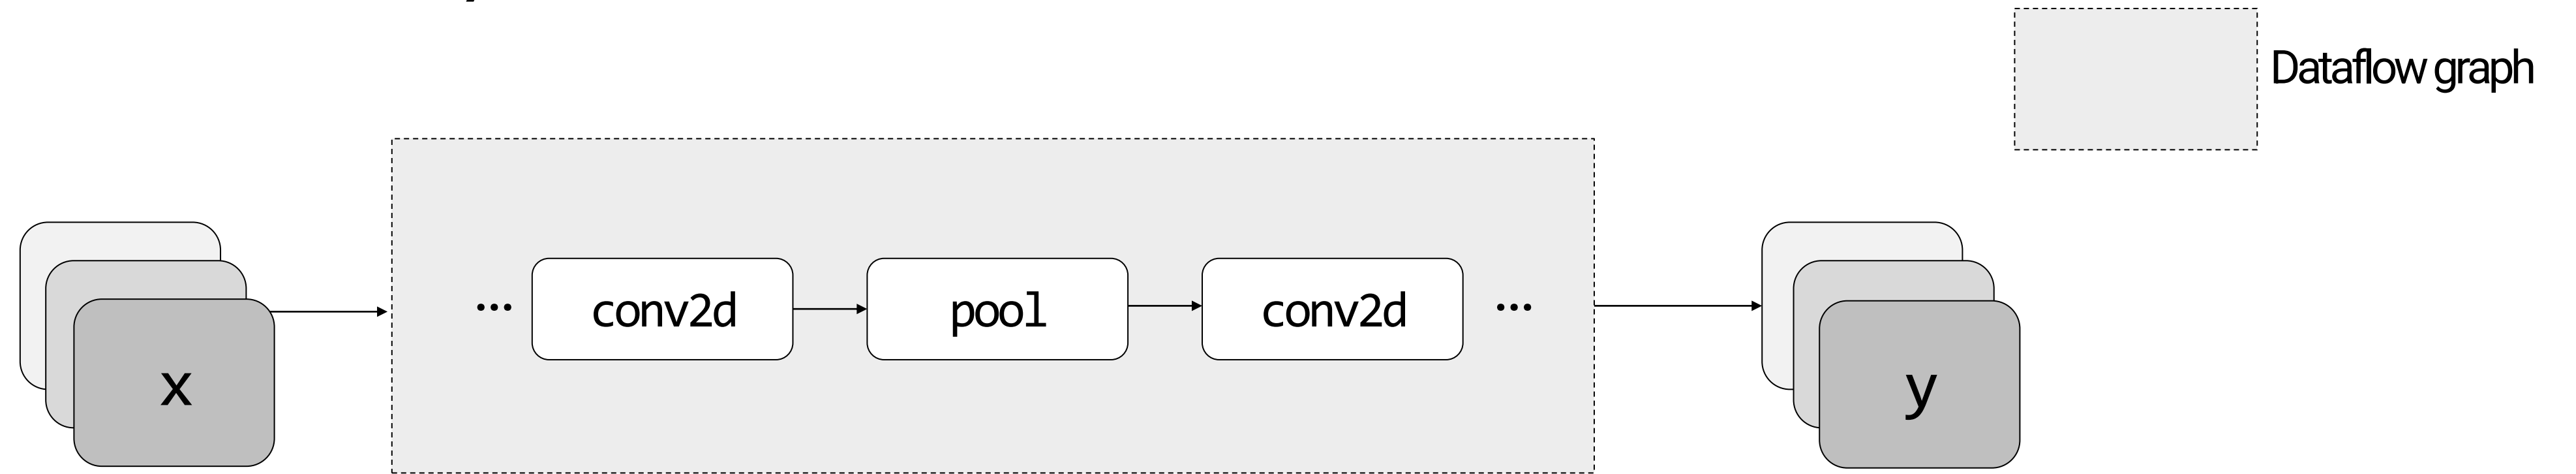 Dataflow graph
... conv2d pool conv2d ...
x
y